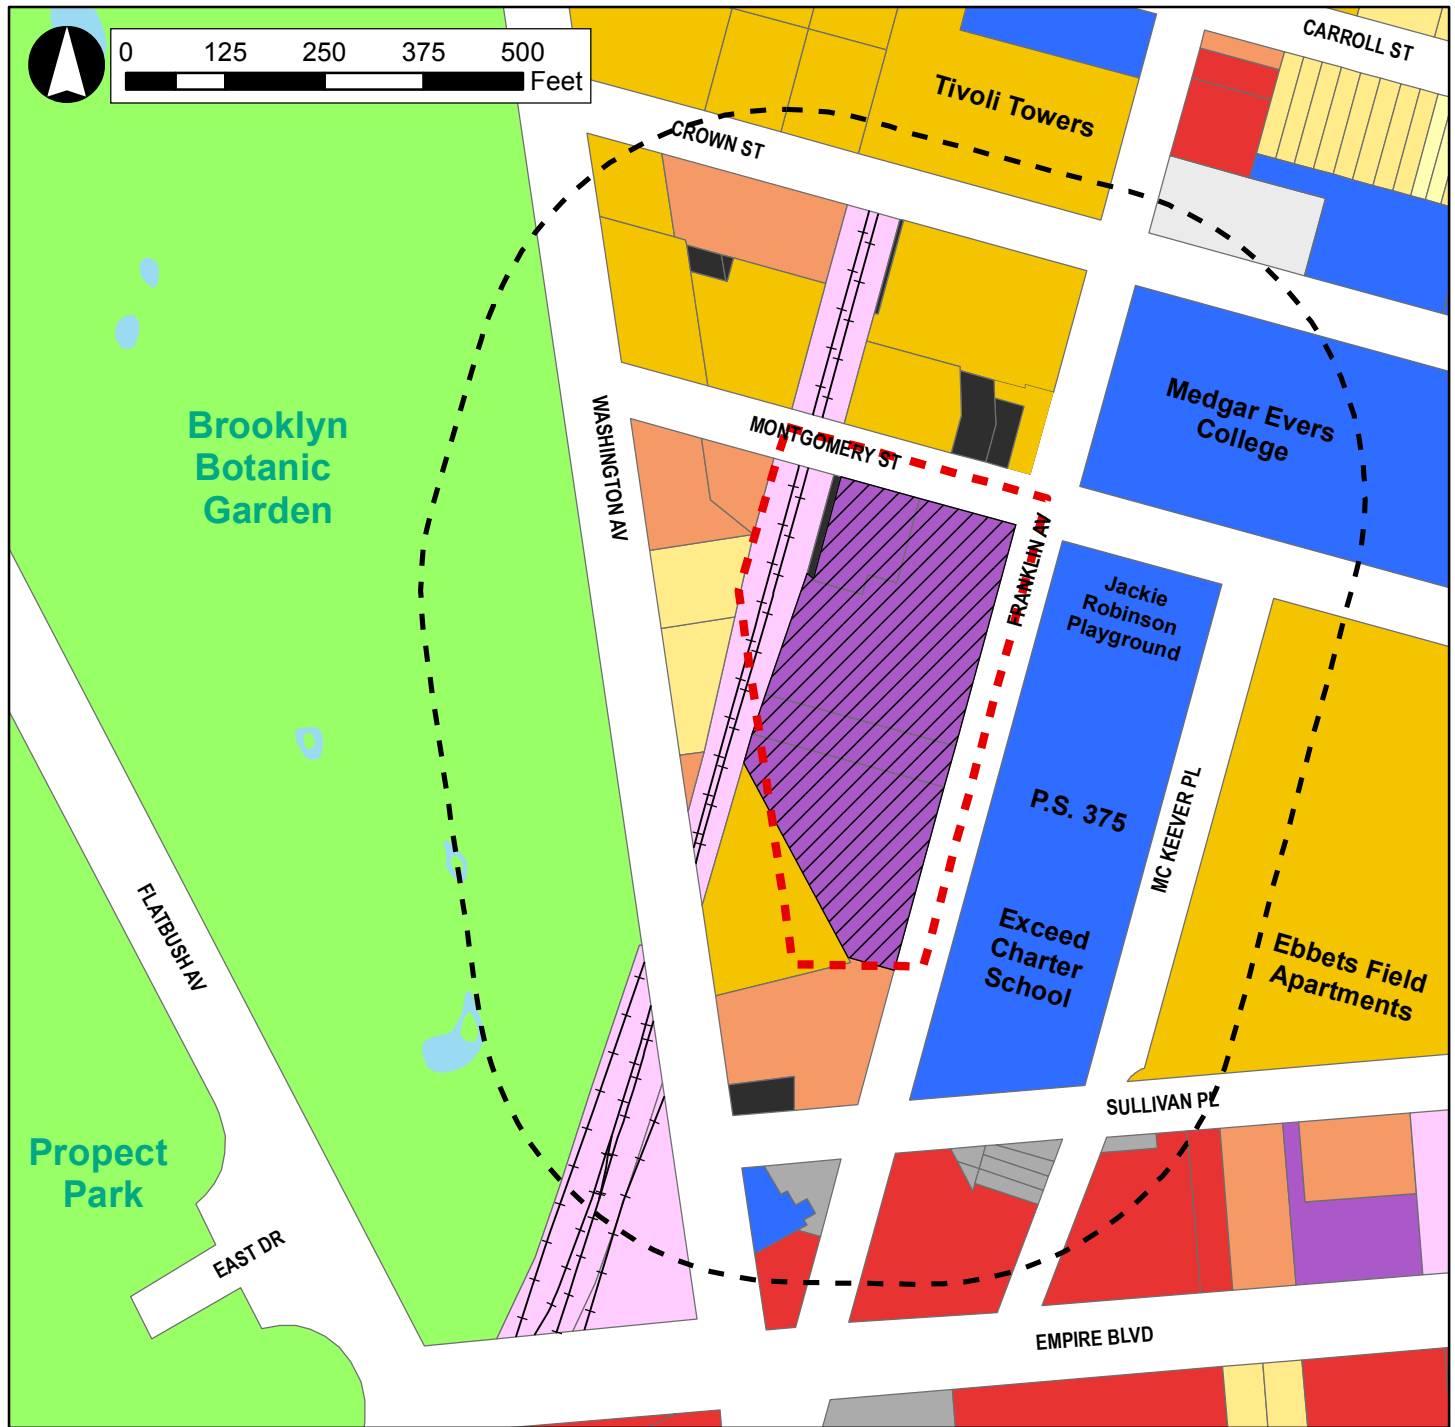 0 125 250 375 500
Feet
CARROLL ST
Tivoli Towers
CROWN ST
Medgar Evers
College
Brooklyn
Botanic
Garden
WASHINGTON AV
MONTGOMERY ST
FRANKLIN AV
Jackie
Robinson
Playground
P.S. 375
MC KEEVER PL
Exceed
Charter
School
Ebbets Field
Apartments
FLATBUSH AV
SULLIVAN PL
Propect
Park
EAST DR
EMPIRE BLVD